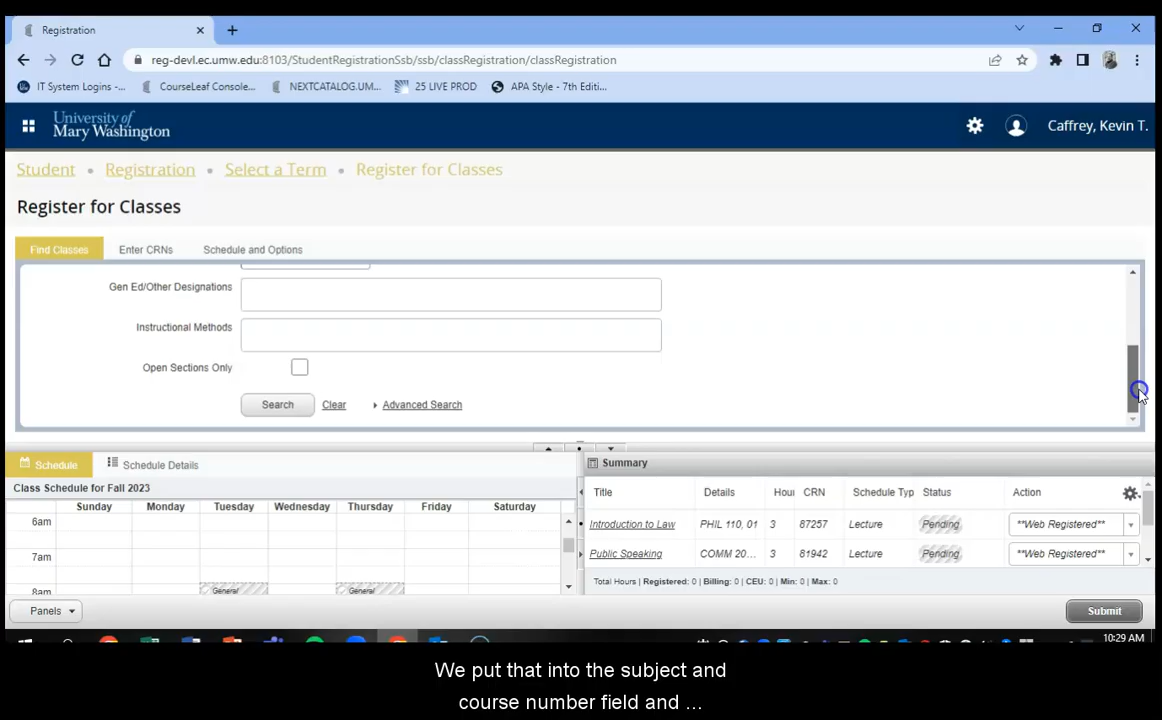 Registration
reg-devl.ec.umw.edu:8103/StudentRegistrationSsb/ssb/classRegistration/classRegistration
IT System Logins -... CourseLeaf Console... NEXTCATALOG.UM... 25 LIVE PROD APA Style - 7th Editi...
University of
Mary Washington
Caffrey, Kevin T.
Student • Registration • Select a Term • Register for Classes
Register for Classes
Find Classes Enter CRNs Schedule and Options
Gen Ed/Other Designations
Instructional Methods
Open Sections Only
Search Clear Advanced Search
Schedule Schedule Details
Class Schedule for Fall 2023
Sunday Monday Tuesday Wednesday Thursday Friday Saturday
6am
7am
8am
General General
Summary
Title Details Hou CRN Schedule Typ Status Action
Introduction to Law PHIL 110, 01 3 87257 Lecture Pending **Web Registered**
Public Speaking COMM 20... 3 81942 Lecture Pending **Web Registered**
Total Hours | Registered: 0 | Billing: 0 | CEU: 0 | Min: 0 | Max: 0
Panels
Submit
10:29 AM
We put that into the subject and
course number field and ...